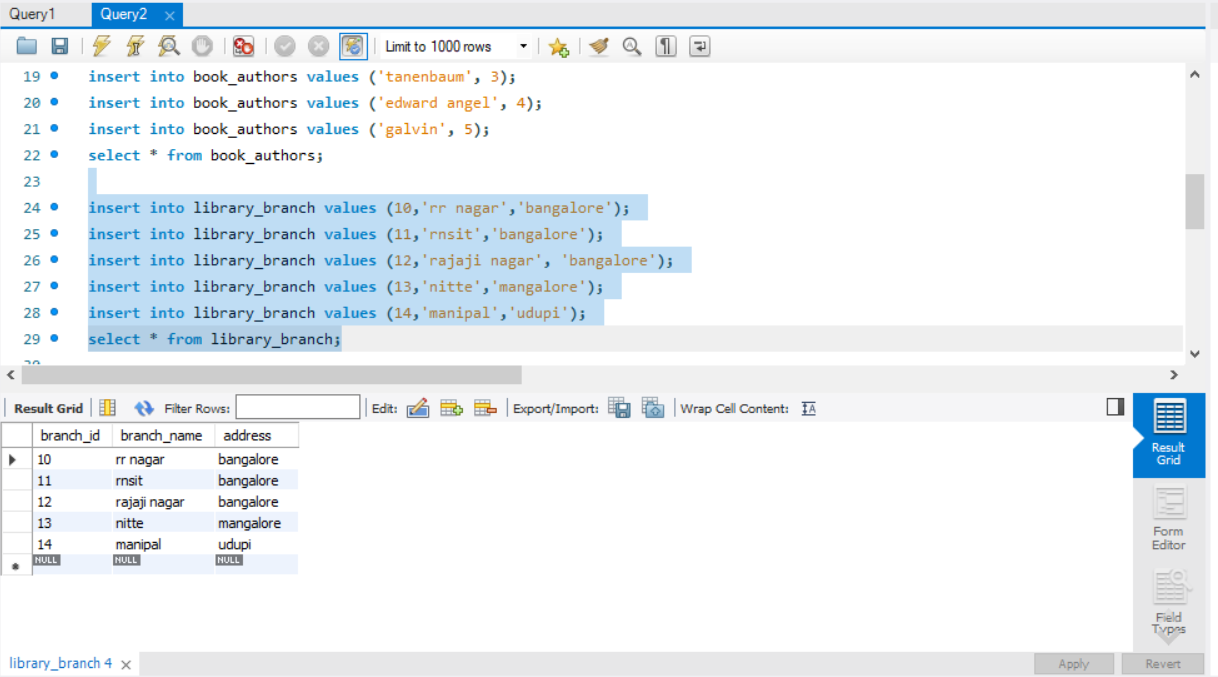 Query1 Query2
Limit to 1000 rows
19 insert into book_authors values ('tanenbaum', 3);
20 insert into book_authors values ('edward angel', 4);
21 insert into book_authors values ('galvin', 5);
22 select * from book_authors;
23
24 insert into library_branch values (10,'rr nagar','bangalore');
25 insert into library_branch values (11,'rnsit','bangalore');
26 insert into library_branch values (12,'rajaji nagar', 'bangalore');
27 insert into library_branch values (13,'nitte','mangalore');
28 insert into library_branch values (14,'manipal','udupi');
29 select * from library_branch;
Result Grid Filter Rows: Edit: Export/Import: Wrap Cell Content: IA
branch_id branch_name address
10 rr nagar bangalore
11 rnsit bangalore
12 rajaji nagar bangalore
13 nitte mangalore
14 manipal udupi
NULL NULL NULL
Result
Grid
Form
Editor
Field
Types
library_branch 4
Apply Revert